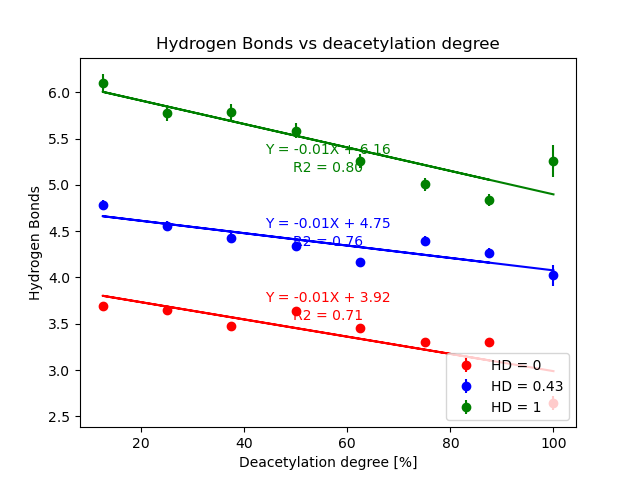 Hydrogen Bonds vs deacetylation degree
Hydrogen Bonds
6.0
5.5
5.0
4.5
4.0
3.5
3.0
2.5
Y = -0.01X + 6.16
R2 = 0.80
Y = -0.01X + 4.75
R2 = 0.76
Y = -0.01X + 3.92
R2 = 0.71
HD = 0
HD = 0.43
HD = 1
20
40
60
80
100
Deacetylation degree [%]